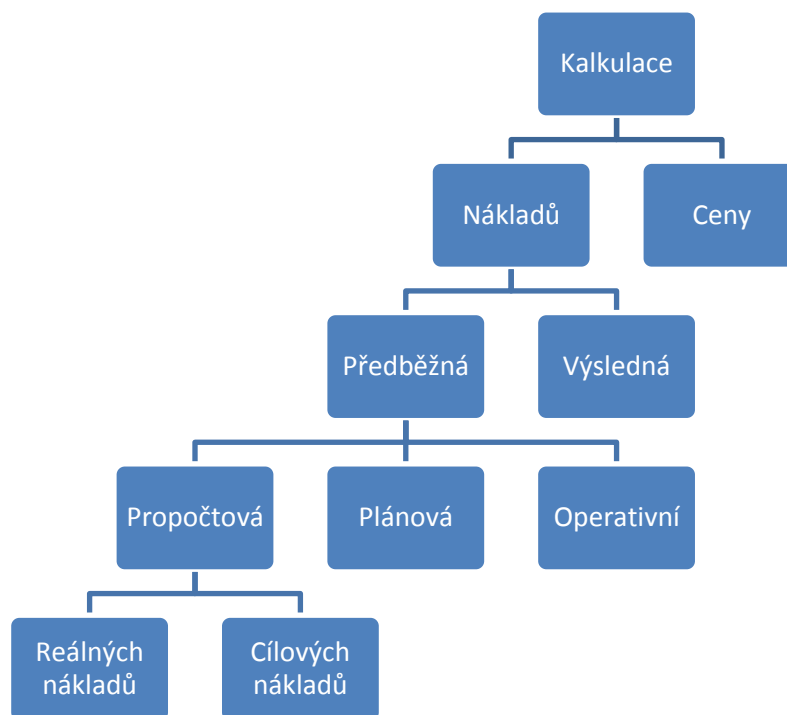 Kalkulace
Nákladů
Ceny
Předběžná
Výsledná
Propočtová
Plánová
Operativní
Reálných
nákladů
Cílových
nákladů